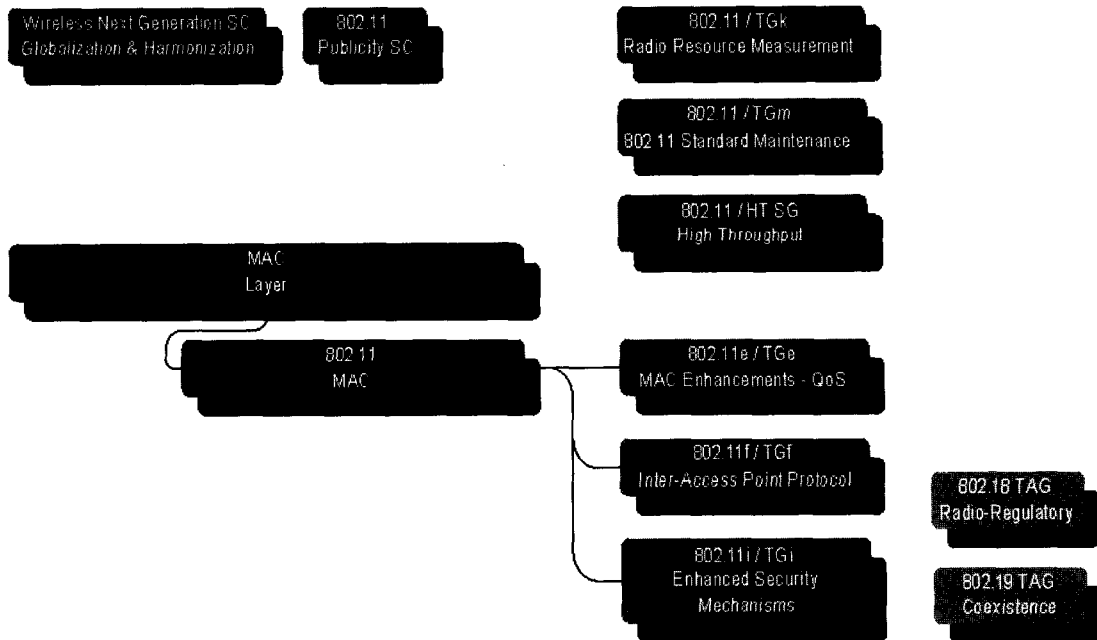 Wireless Next Generation SC
Globalization & Harmonization
802.11
Publicity SC
802.11 / TGk
Radio Resource Measurement
802.11 / TGm
802.11 Standard Maintenance
802.11 / HT SG
High Throughput
MAC
Layer
802.11
MAC
802.11e / TGe
MAC Enhancements - QoS
802.11f / TGf
Inter-Access Point Protocol
802.18 TAG
Radio-Regulatory
802.11i / TGi
Enhanced Security
Mechanisms
802.19 TAG
Coexistence